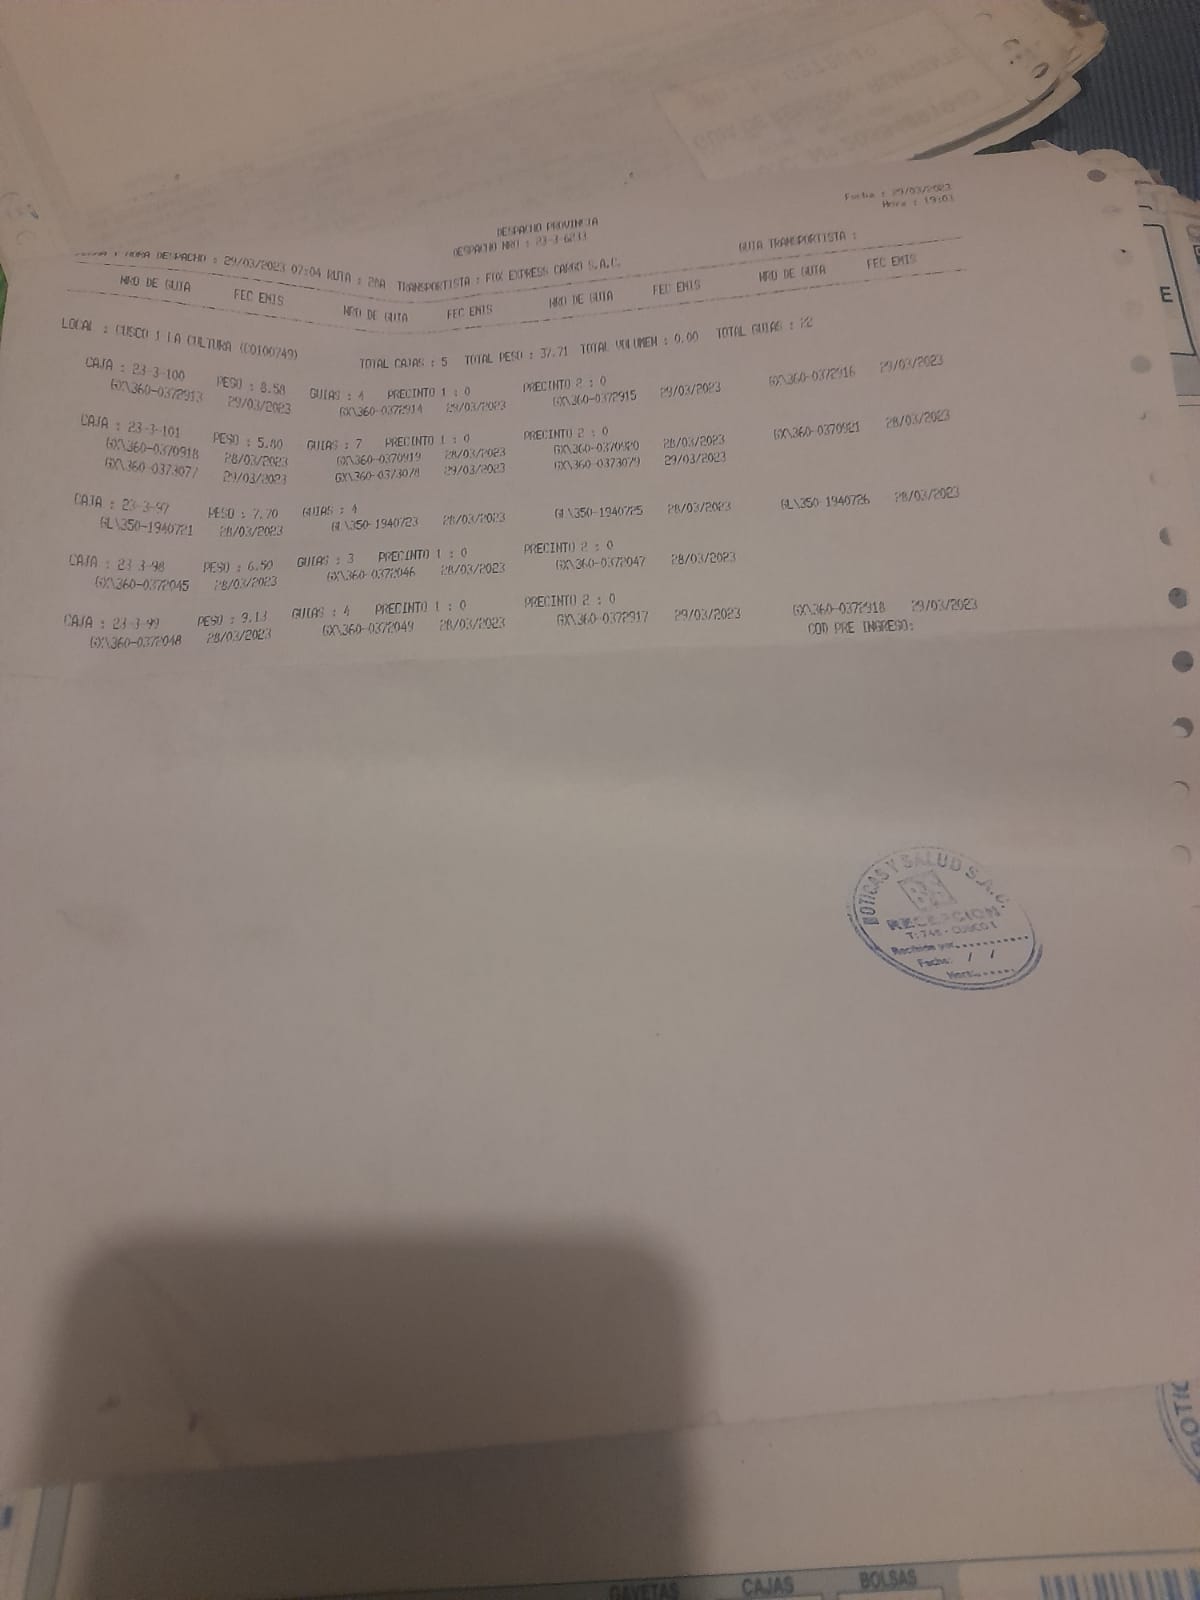 Fecha : 29/03/2023
Hora : 19:03
DESPACHO PROVINCIA
DESPACHO NRO : 23-3-6233
HORA DESPACHO : 29/03/2023 07:04 RUTA : 28A TRANSPORTISTA : FOX EXPRESS CARGO S.A.C. GUIA TRANSPORTISTA :
NRO DE GUIA FEC EMIS NRO DE GUIA FEC EMIS NRO DE GUIA FEC EMIS NRO DE GUIA FEC EMIS
LOCAL : CUSCO 1 LA CULTURA (C0100749) TOTAL CAJAS : 5 TOTAL PESO : 37.71 TOTAL VOLUMEN : 0.00 TOTAL GUIAS : 22
CAJA : 23-3-100 PESO : 8.58 GUIAS : 4 PRECINTO 1 : 0 PRECINTO 2 : 0
GX\360-0372913 29/03/2023 GX\360-0372914 29/03/2023 GX\360-0372915 29/03/2023 GX\360-0372916 29/03/2023
CAJA : 23-3-101 PESO : 5.80 GUIAS : 7 PRECINTO 1 : 0 PRECINTO 2 : 0
GX\360-0370918 28/03/2023 GX\360-0370919 28/03/2023 GX\360-0370920 28/03/2023 GX\360-0370921 28/03/2023
GX\360-0373077 29/03/2023 GX\360-0373078 29/03/2023 GX\360-0373079 29/03/2023
CAJA : 23-3-97 PESO : 7.70 GUIAS : 4
GL\350-1940721 28/03/2023 GL\350-1940723 28/03/2023 GL\350-1940725 28/03/2023 GL\350-1940726 28/03/2023
CAJA : 23-3-98 PESO : 6.50 GUIAS : 3 PRECINTO 1 : 0 PRECINTO 2 : 0
GX\360-0372045 28/03/2023 GX\360-0372046 28/03/2023 GX\360-0372047 28/03/2023
CAJA : 23-3-99 PESO : 9.13 GUIAS : 4 PRECINTO 1 : 0 PRECINTO 2 : 0
GX\360-0372048 28/03/2023 GX\360-0372049 28/03/2023 GX\360-0372917 29/03/2023 GX\360-0372918 29/03/2023
COD PRE INGRESO:
BOTICAS Y SALUD S.A.C.
RECEPCION
T: 749 - CUSCO 1
Recibido por
Fecha: / /
Hora:
E
GAVETAS CAJAS BOLSAS